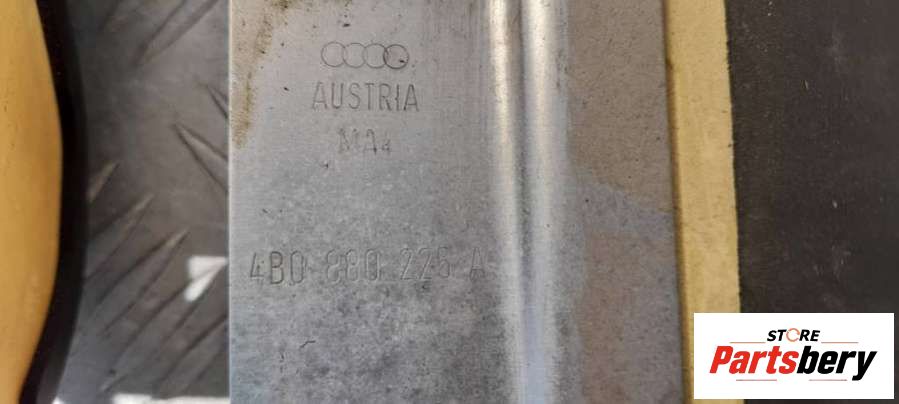 AUSTRIA
MA4
4B0 880 225 A
STORE
Partsbery